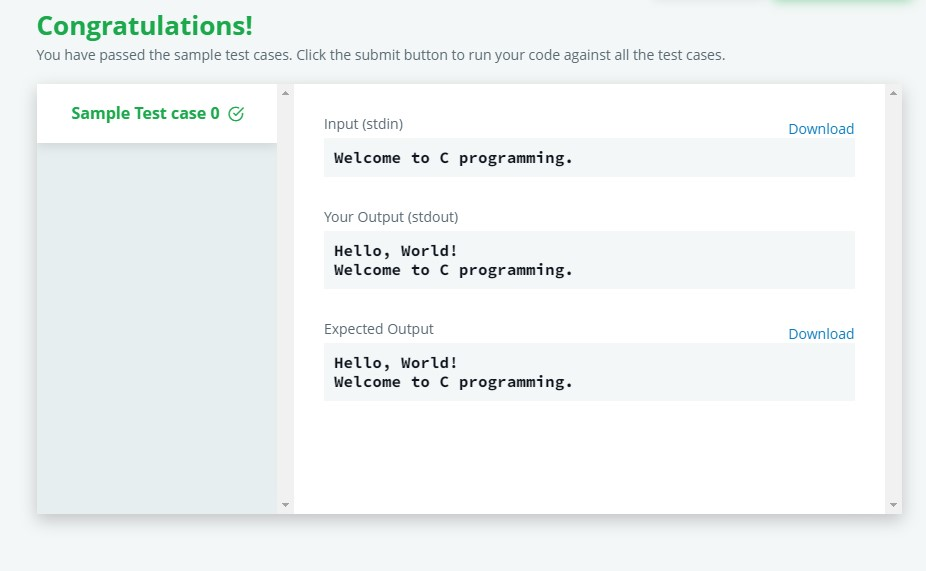 Congratulations!
You have passed the sample test cases. Click the submit button to run your code against all the test cases.
Sample Test case 0
Input (stdin)
Download
Welcome to C programming.
Your Output (stdout)
Hello, World!
Welcome to C programming.
Expected Output
Download
Hello, World!
Welcome to C programming.